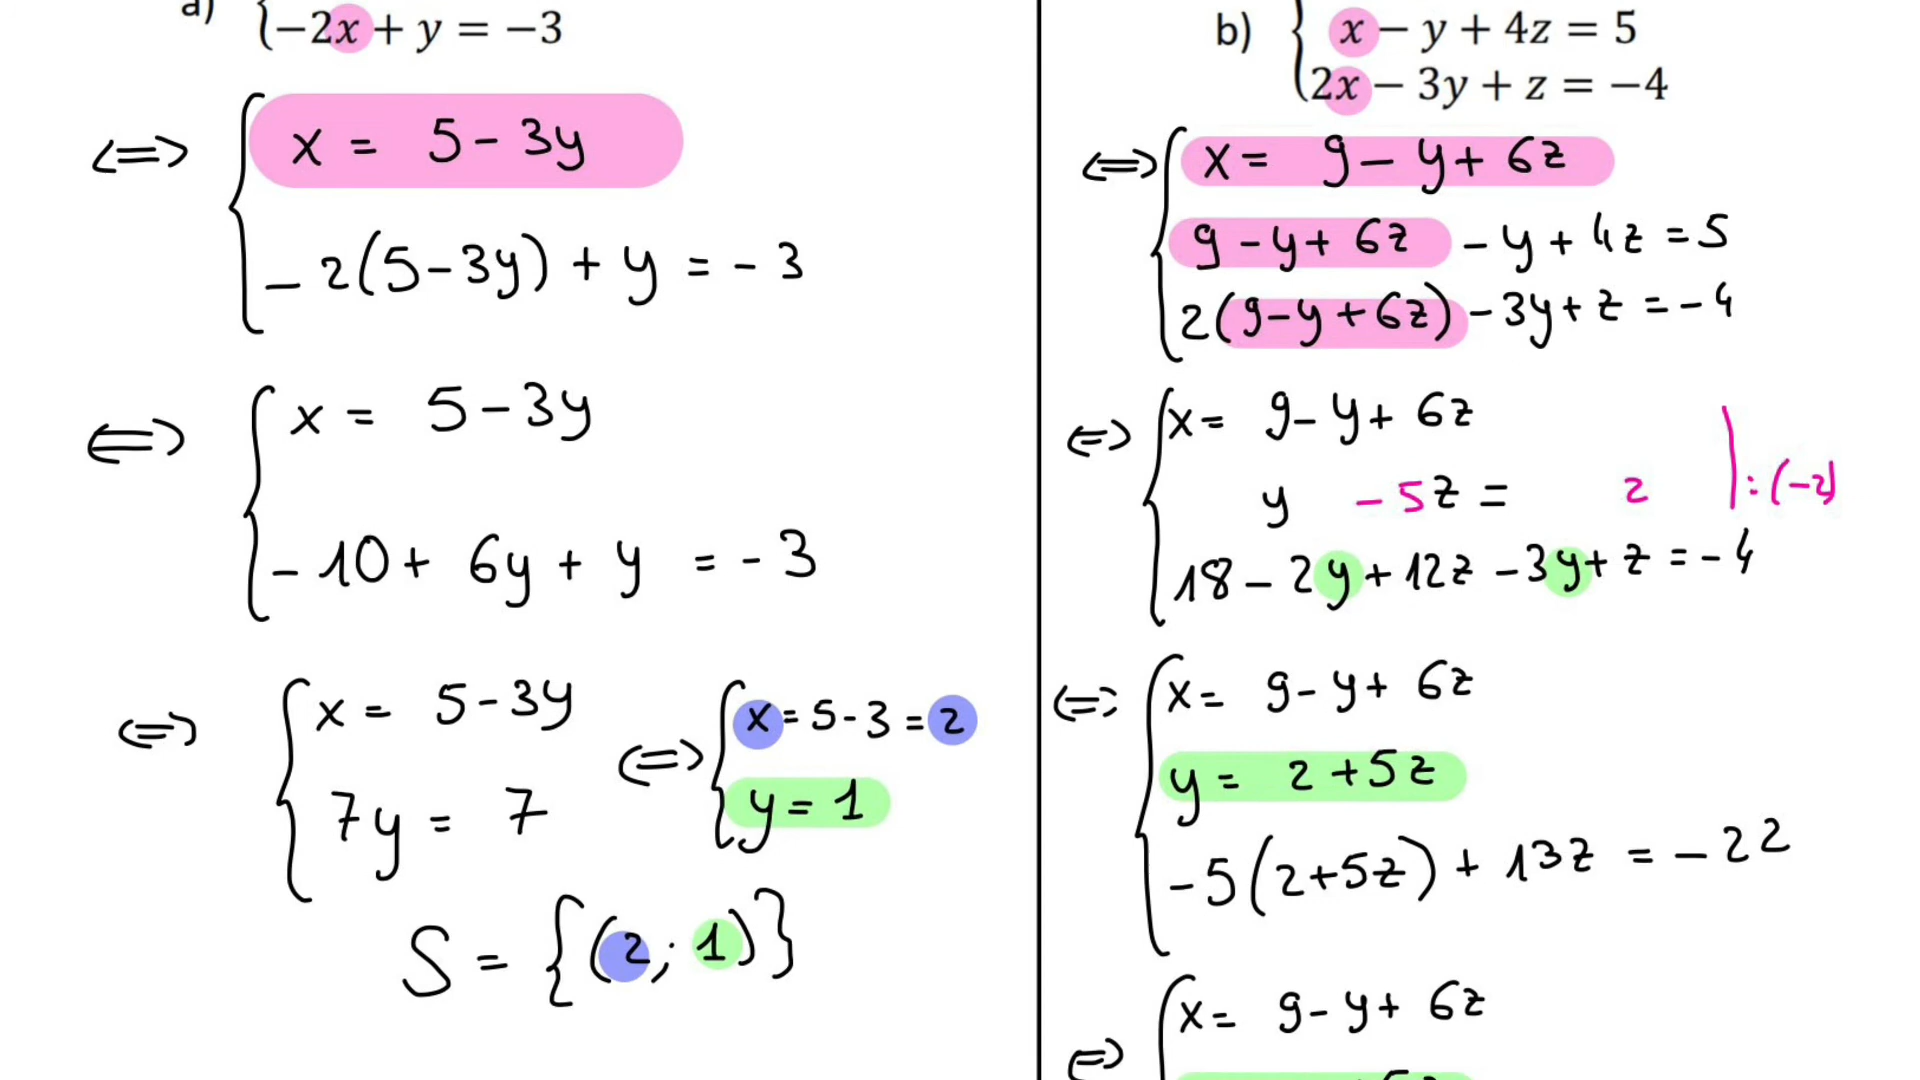 a) {−2x + y = −3
<=> { x = 5 - 3y
- 2(5-3y) + y = - 3
<=> { x = 5 - 3y
- 10 + 6y + y = - 3
<=> { x = 5 - 3y
7y = 7
<=> { x = 5 - 3 = 2
y = 1
S = {(2; 1)}
b) { x − y + 4z = 5
2x − 3y + z = −4
<=> { x = 9 - y + 6z
9 - y + 6z - y + 4z = 5
2(9-y+6z) - 3y + z = - 4
<=> { x = 9 - y + 6z
y - 5z = 2 | : (-2)
18 - 2y + 12z - 3y + z = - 4
<=> { x = 9 - y + 6z
y = 2 + 5z
- 5(2+5z) + 13z = - 22
<=> { x = 9 - y + 6z